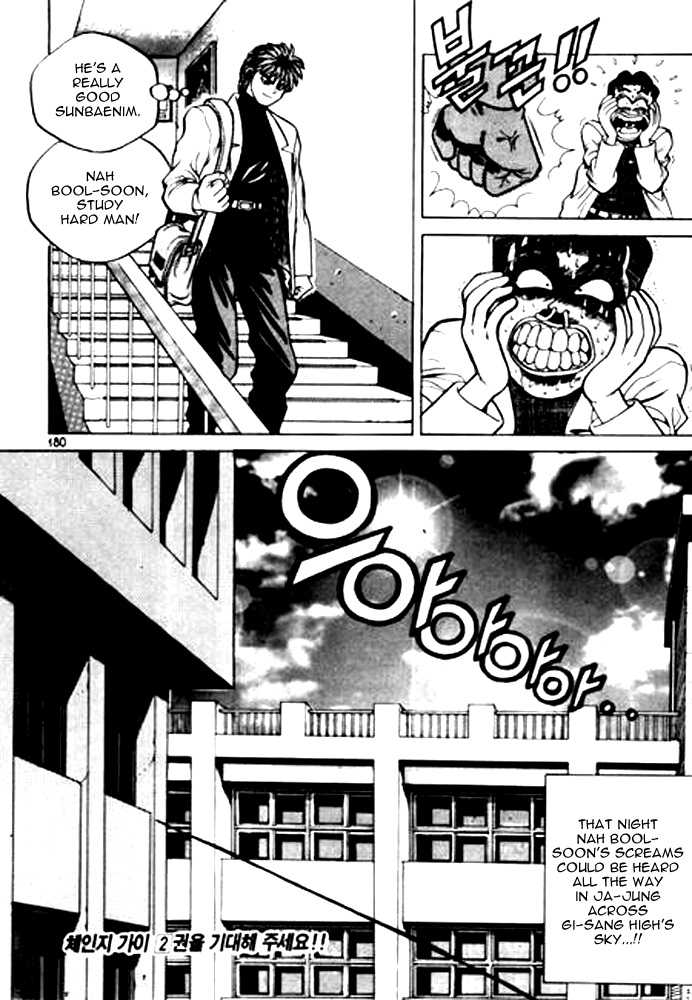 HE'S A
REALLY
GOOD
SUNBAENIM.
NAH
BOOL-SOON,
STUDY
HARD MAN!
불끈!!
180
으아아아아아..
THAT NIGHT
NAH BOOL-
SOON'S SCREAMS
COULD BE HEARD
ALL THE WAY
IN JA-JUNG
ACROSS
GI-SANG HIGH'S
SKY...!!
체인지 가이 2 권을 기대해 주세요!!